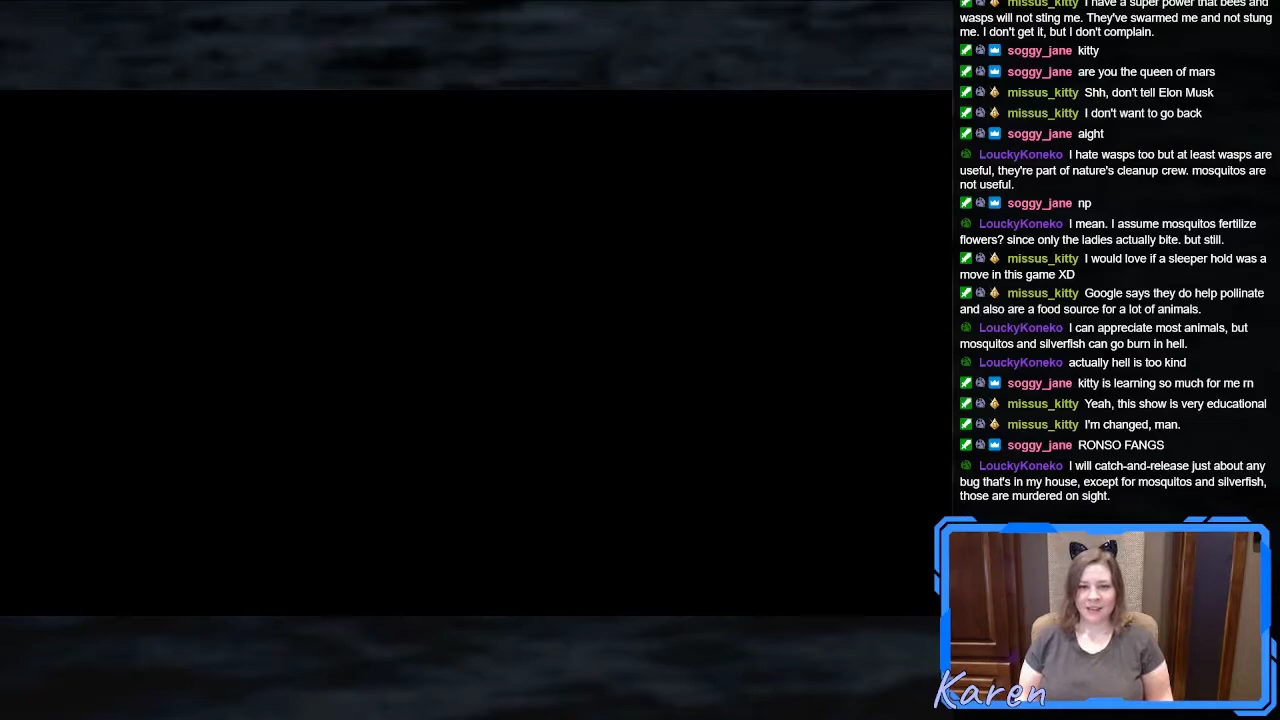 missus_kitty I have a super power that bees and
wasps will not sting me. They've swarmed me and not stung
me. I don't get it, but I don't complain.
soggy_jane kitty
soggy_jane are you the queen of mars
missus_kitty Shh, don't tell Elon Musk
missus_kitty I don't want to go back
soggy_jane aight
LouckyKoneko I hate wasps too but at least wasps are
useful, they're part of nature's cleanup crew. mosquitos are
not useful.
soggy_jane np
LouckyKoneko I mean. I assume mosquitos fertilize
flowers? since only the ladies actually bite. but still.
missus_kitty I would love if a sleeper hold was a
move in this game XD
missus_kitty Google says they do help pollinate
and also are a food source for a lot of animals.
LouckyKoneko I can appreciate most animals, but
mosquitos and silverfish can go burn in hell.
LouckyKoneko actually hell is too kind
soggy_jane kitty is learning so much for me rn
missus_kitty Yeah, this show is very educational
missus_kitty I'm changed, man.
soggy_jane RONSO FANGS
LouckyKoneko I will catch-and-release just about any
bug that's in my house, except for mosquitos and silverfish,
those are murdered on sight.
Karen